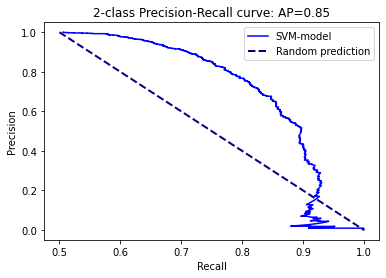 2-class Precision-Recall curve: AP=0.85
SVM-model
Random prediction
Precision
1.0
0.8
0.6
0.4
0.2
0.0
0.5
0.6
0.7
0.8
0.9
1.0
Recall